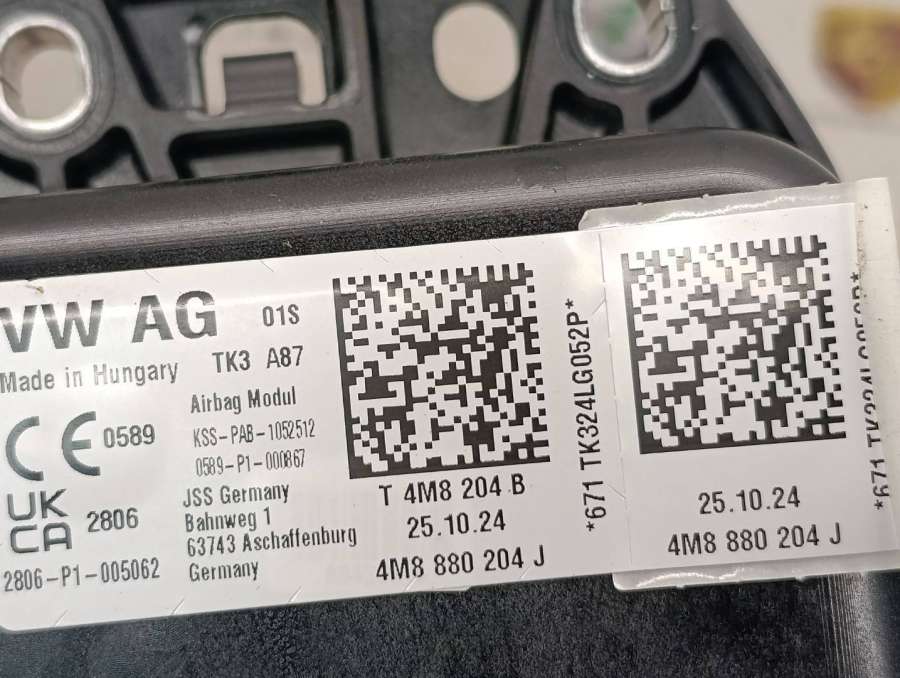 VW AG 01S
Made in Hungary TK3 A87
CE 0589
UK CA 2806
2806-P1-005062
Airbag Modul
KSS-PAB-1052512
0589-P1-000867
JSS Germany
Bahnweg 1
63743 Aschaffenburg
Germany
T 4M8 204 B
25.10.24
4M8 880 204 J
*671 TK324LG052P*
25.10.24
4M8 880 204 J
*671